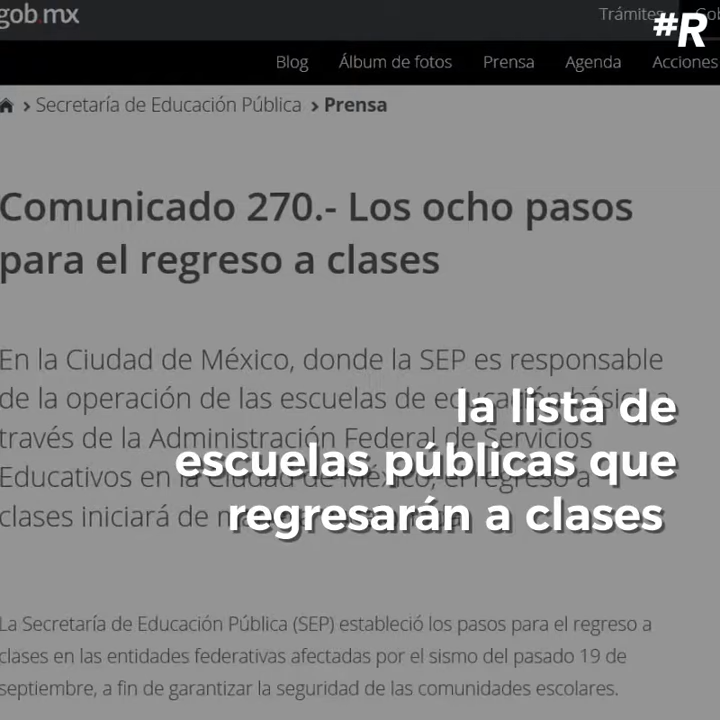 gob.mx
Trámites
#R
Blog Álbum de fotos Prensa Agenda Acciones
> Secretaría de Educación Pública > Prensa
Comunicado 270.- Los ocho pasos
para el regreso a clases
En la Ciudad de México, donde la SEP es responsable
de la operación de las escuelas de educación básica a
través de la Administración Federal de Servicios
Educativos en la Ciudad de México, el regreso a
clases iniciará de
la lista de
escuelas públicas que
regresarán a clases
La Secretaría de Educación Pública (SEP) estableció los pasos para el regreso a
clases en las entidades federativas afectadas por el sismo del pasado 19 de
septiembre, a fin de garantizar la seguridad de las comunidades escolares.